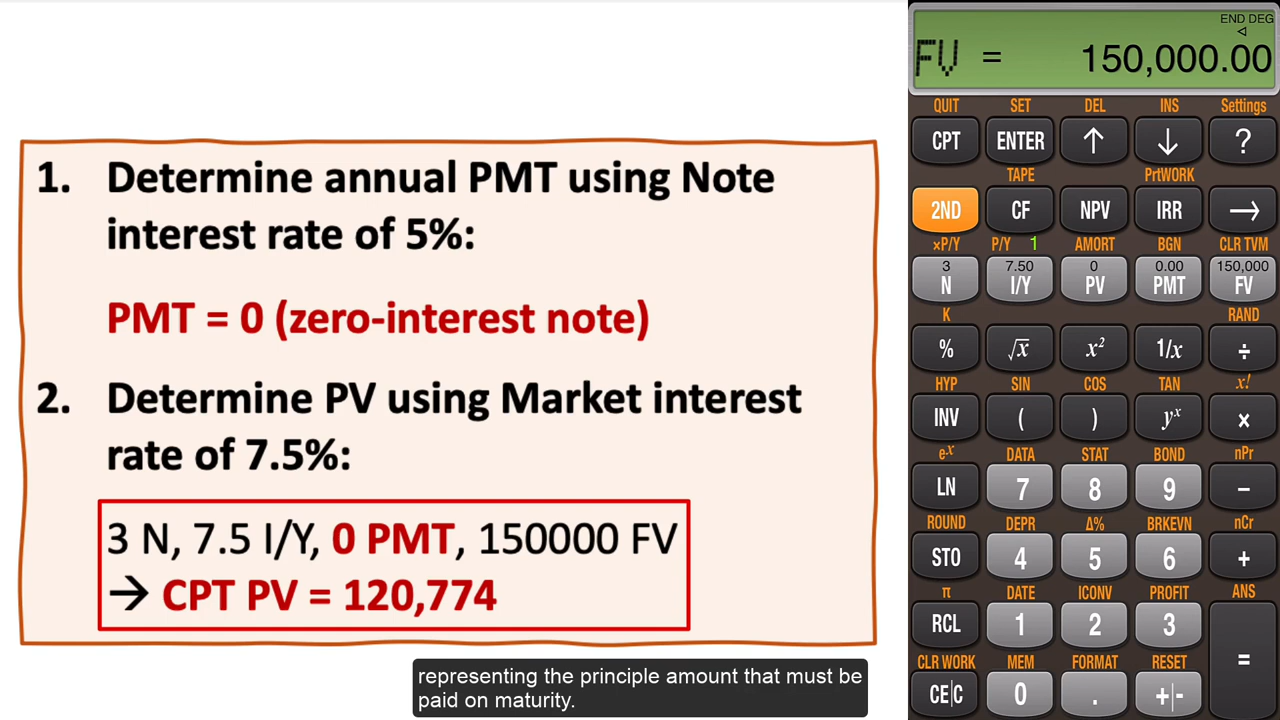 1. Determine annual PMT using Note
interest rate of 5%:
PMT = 0 (zero-interest note)
2. Determine PV using Market interest
rate of 7.5%:
3 N, 7.5 I/Y, 0 PMT, 150000 FV
→ CPT PV = 120,774
representing the principle amount that must be
paid on maturity.
END DEG
◁
FV = 150,000.00
QUIT SET DEL INS Settings
CPT ENTER ↑ ↓ ?
TAPE PrtWORK
2ND CF NPV IRR →
×P/Y P/Y 1 AMORT BGN CLR TVM
3 7.50 0 0.00 150,000
N I/Y PV PMT FV
K RAND
% √x x² 1/x ÷
HYP SIN COS TAN x!
INV ( ) yˣ ×
eˣ DATA STAT BOND nPr
LN 7 8 9 −
ROUND DEPR Δ% BRKEVN nCr
STO 4 5 6 +
π DATE ICONV PROFIT ANS
RCL 1 2 3
CLR WORK MEM FORMAT RESET
CE|C 0 . +|- =